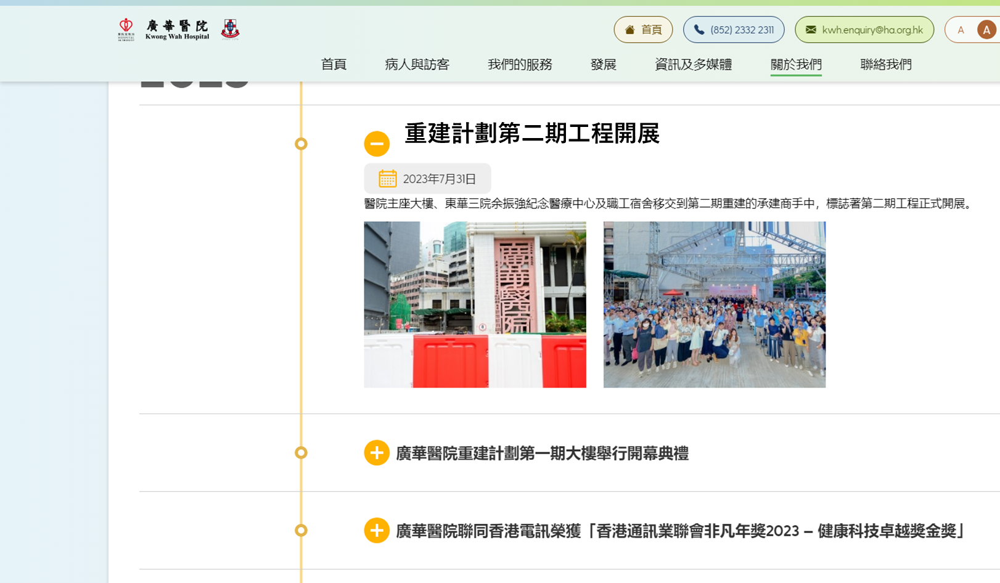 廣華醫院
Kwong Wah Hospital
首頁
(852) 2332 2311
kwh.enquiry@ha.org.hk
A A
首頁 病人與訪客 我們的服務 發展 資訊及多媒體 關於我們 聯絡我們
重建計劃第二期工程開展
2023年7月31日
醫院主座大樓、東華三院余振強紀念醫療中心及職工宿舍移交到第二期重建的承建商手中，標誌著第二期工程正式開展。
廣華醫院
廣華醫院重建計劃第一期大樓舉行開幕典禮
廣華醫院聯同香港電訊榮獲「香港通訊業聯會非凡年獎2023 – 健康科技卓越獎金獎」